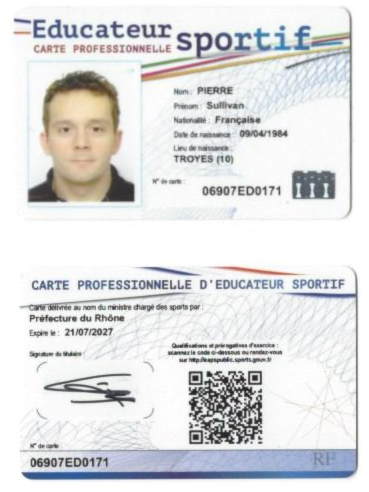 Educateur sportif
CARTE PROFESSIONNELLE
Nom : PIERRE
Prénom : Sullivan
Nationalité : Française
Date de naissance : 09/04/1984
Lieu de naissance :
TROYES (10)
N° de carte : 06907ED0171
CARTE PROFESSIONNELLE D'EDUCATEUR SPORTIF
Carte délivrée au nom du ministre chargé des sports par :
Préfecture du Rhône
Expire le : 21/07/2027
Signature du titulaire :
Qualifications et prérogatives d'exercice :
scannez le code ci-dessous ou rendez-vous
sur http://eapspublic.sports.gouv.fr
N° de carte
06907ED0171
RF